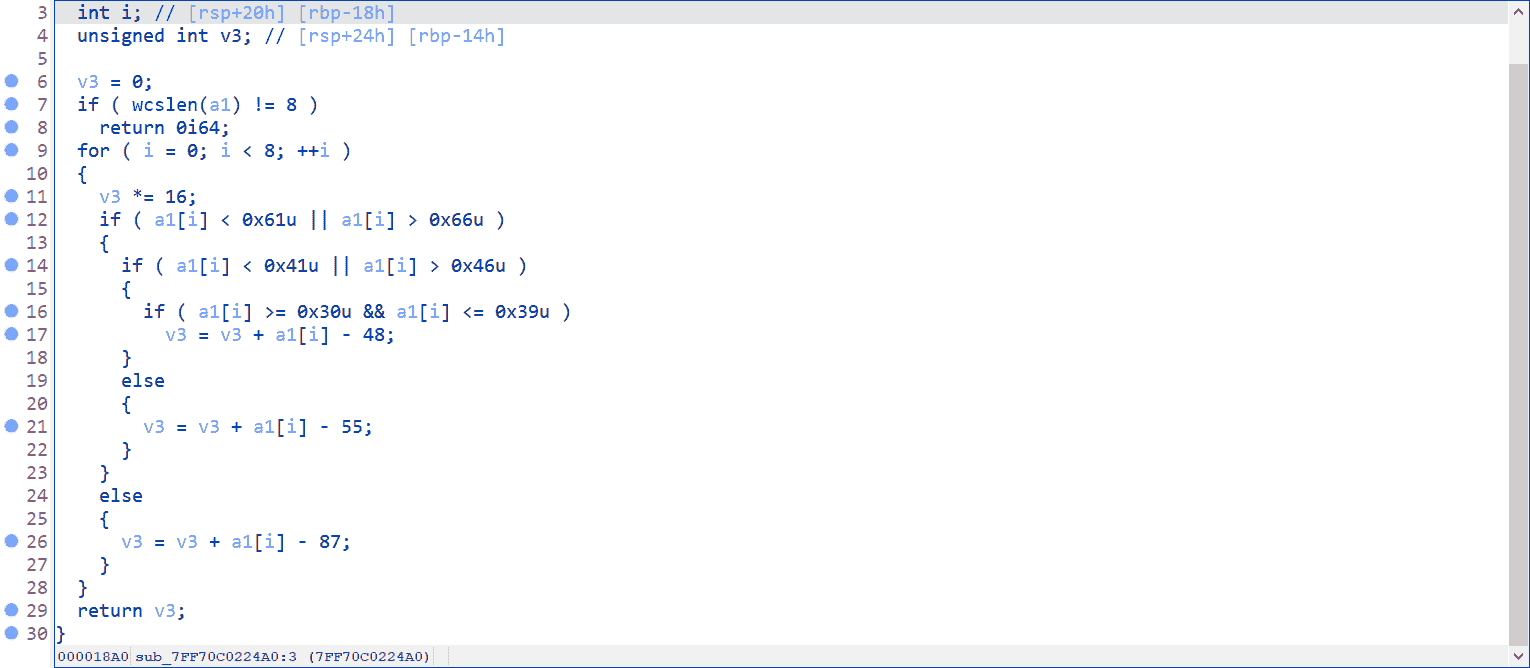 3 int i; // [rsp+20h] [rbp-18h]
4 unsigned int v3; // [rsp+24h] [rbp-14h]
5
6 v3 = 0;
7 if ( wcslen(a1) != 8 )
8 return 0i64;
9 for ( i = 0; i < 8; ++i )
10 {
11 v3 *= 16;
12 if ( a1[i] < 0x61u || a1[i] > 0x66u )
13 {
14 if ( a1[i] < 0x41u || a1[i] > 0x46u )
15 {
16 if ( a1[i] >= 0x30u && a1[i] <= 0x39u )
17 v3 = v3 + a1[i] - 48;
18 }
19 else
20 {
21 v3 = v3 + a1[i] - 55;
22 }
23 }
24 else
25 {
26 v3 = v3 + a1[i] - 87;
27 }
28 }
29 return v3;
30 }
000018A0 sub_7FF70C0224A0:3 (7FF70C0224A0)